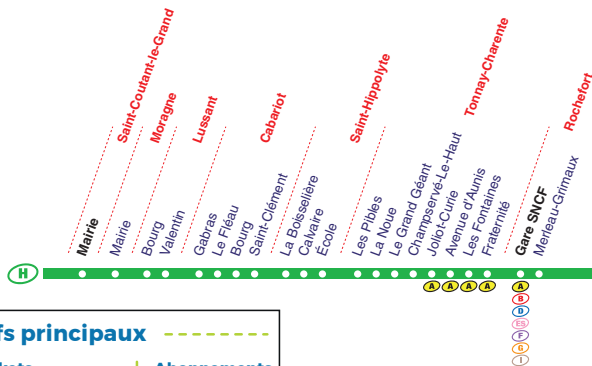 Saint-Coutant-le-Grand
Moragne
Lussant
Cabariot
Saint-Hippolyte
Tonnay-Charente
Rochefort
Mairie
Mairie
Bourg
Valentin
Gabras
Le Fléau
Bourg
Saint-Clément
La Boisselière
Calvaire
École
Les Pibles
La Noue
Le Grand Géant
Champservé-Le-Haut
Joliot-Curie
Avenue d'Aunis
Les Fontaines
Fraternité
Gare SNCF
Merleau-Grimaux
H
A A A A A
B
D
ES
F
G
I
fs principaux
Abonnements